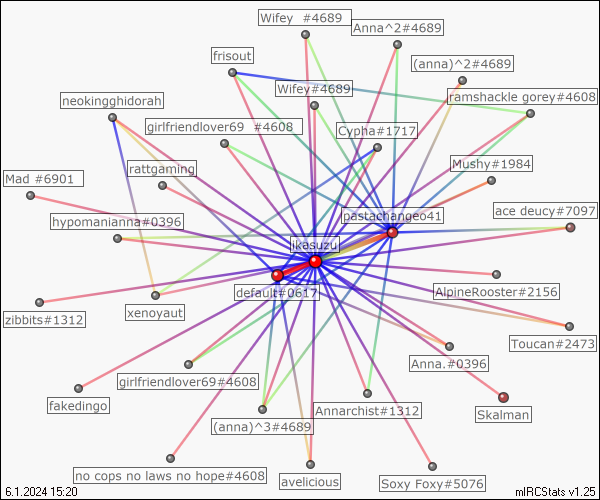 Wifey  #4689
Anna^2#4689
frisout
(anna)^2#4689
Wifey#4689
neokingghidorah
ramshackle gorey#4608
girlfriendlover69  #4608
Cypha#1717
rattgaming
Mushy#1984
Mad #6901
hypomanianna#0396
pastachangeo41
ace deucy#7097
ikasuzu
default#0617
AlpineRooster#2156
zibbits#1312
xenoyaut
Toucan#2473
Anna.#0396
girlfriendlover69#4608
fakedingo
Annarchist#1312
Skalman
(anna)^3#4689
no cops no laws no hope#4608
avelicious
Soxy Foxy#5076
6.1.2024 15:20
mIRCStats v1.25